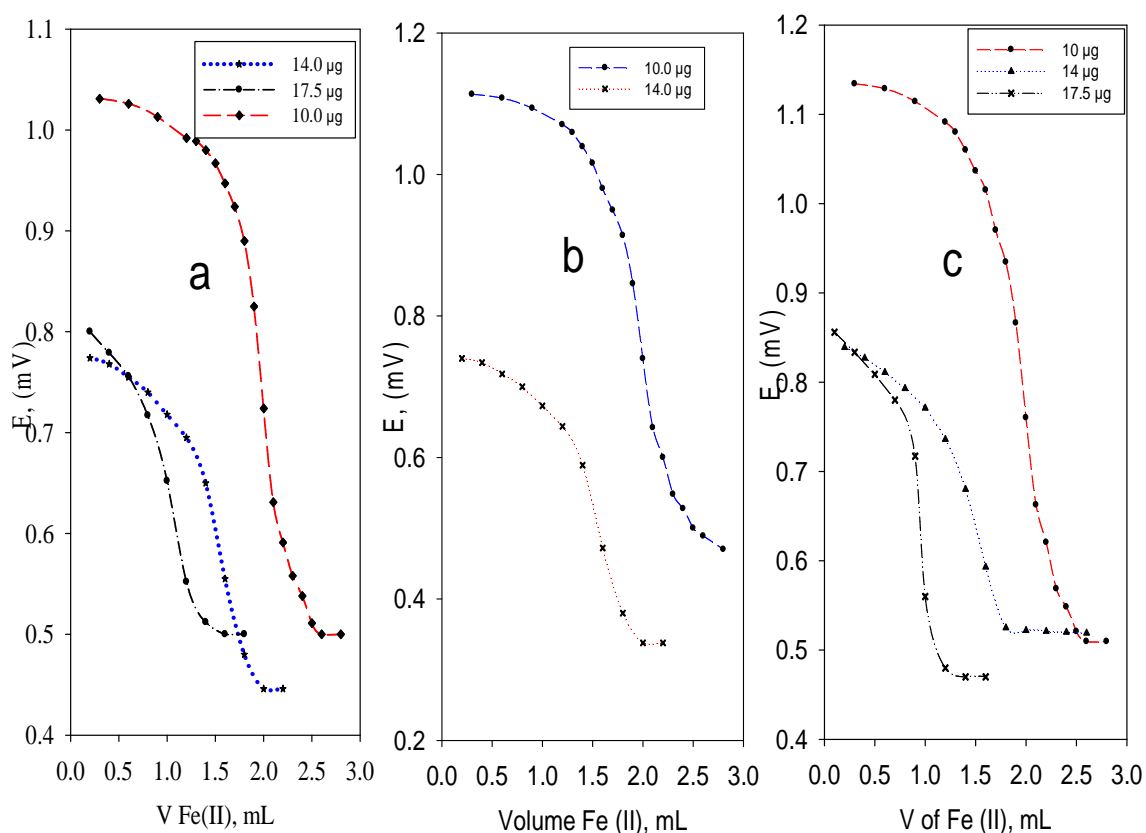 1.1
1.0
0.9
0.8
0.7
0.6
0.5
0.4
E, (mV)
14.0 µg
17.5 µg
10.0 µg
a
0.0 0.5 1.0 1.5 2.0 2.5 3.0
V Fe(II), mL
1.2
1.0
0.8
0.6
0.4
0.2
E, (mV)
10.0 µg
14.0 µg
b
0.0 0.5 1.0 1.5 2.0 2.5 3.0
Volume Fe (II), mL
1.2
1.1
1.0
0.9
0.8
0.7
0.6
0.5
0.4
E, (mV)
10 µg
14 µg
17.5 µg
c
0.0 0.5 1.0 1.5 2.0 2.5 3.0
V of Fe (II), mL